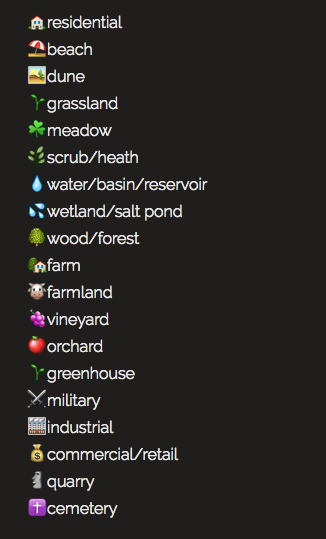 residential
beach
dune
grassland
meadow
scrub/heath
water/basin/reservoir
wetland/salt pond
wood/forest
farm
farmland
vineyard
orchard
greenhouse
military
industrial
commercial/retail
quarry
cemetery